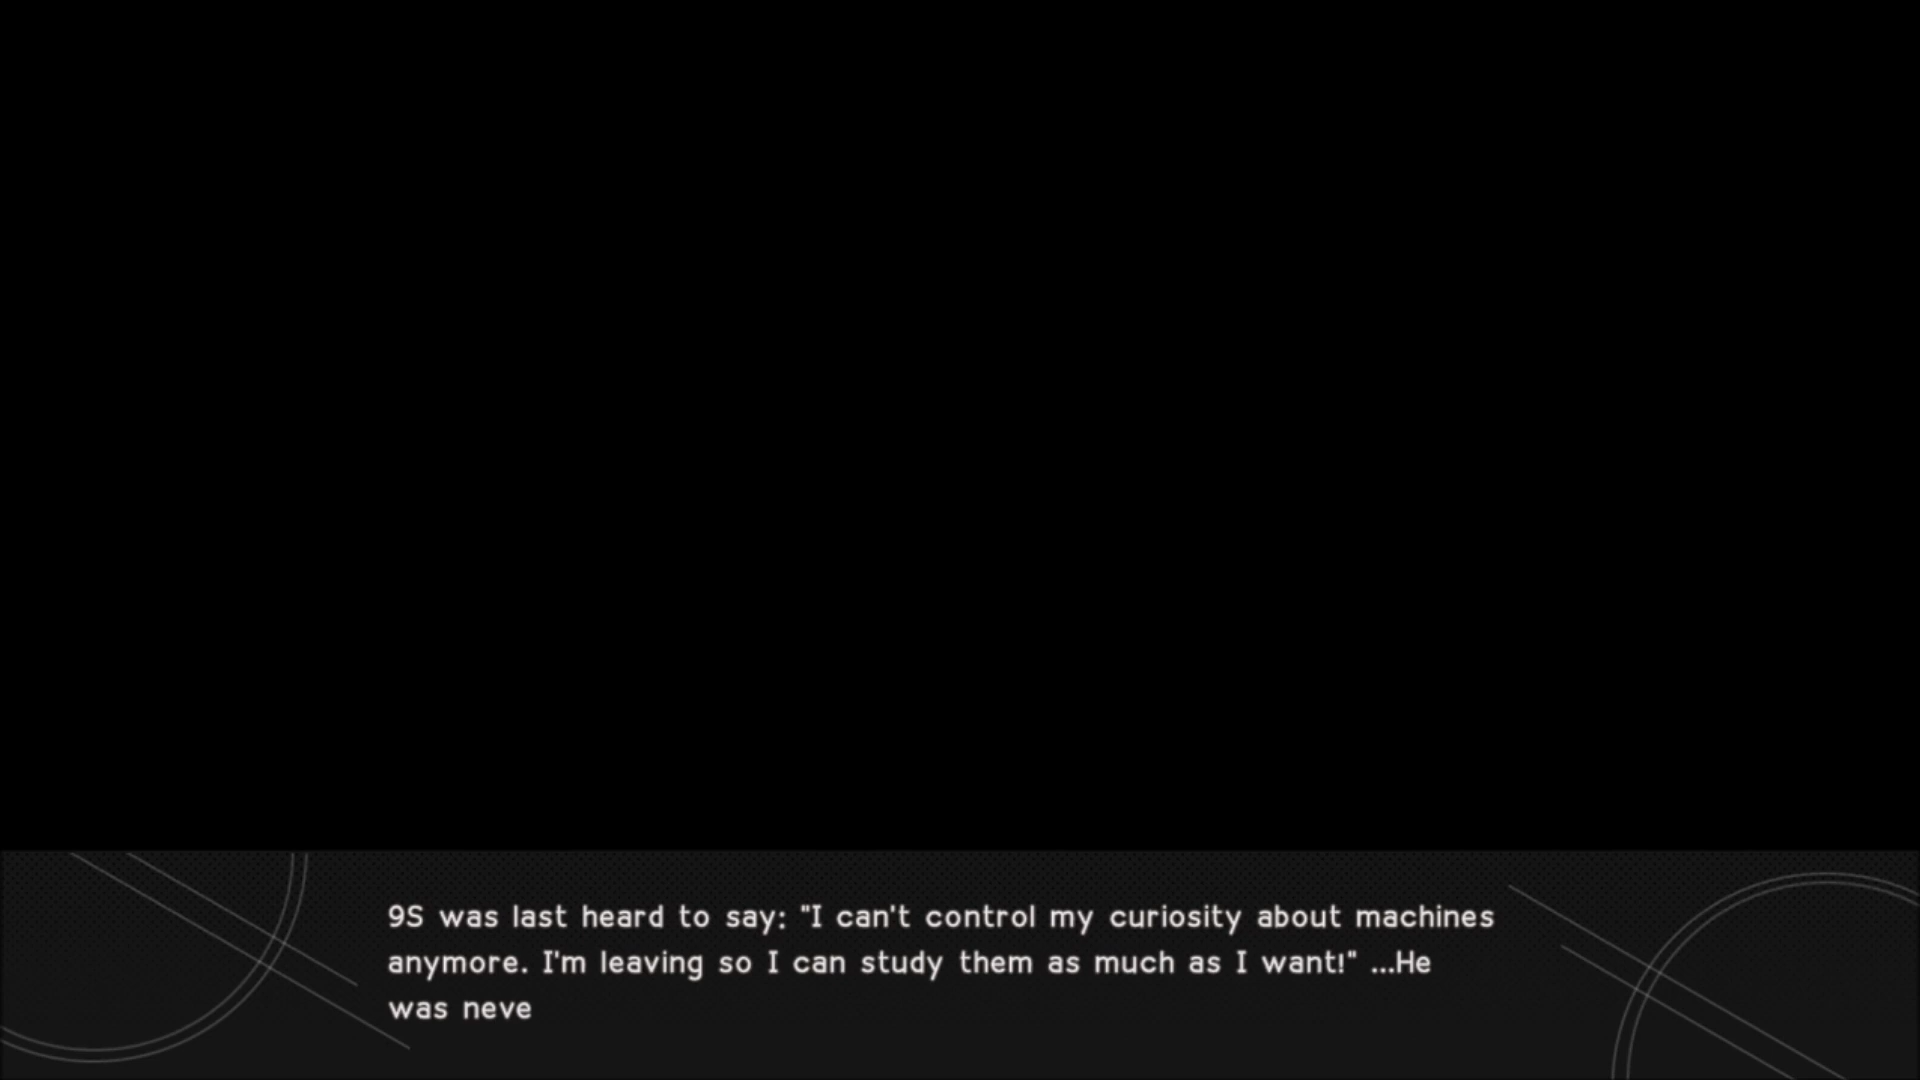 9S was last heard to say: "I can't control my curiosity about machines
anymore. I'm leaving so I can study them as much as I want!" ...He
was neve